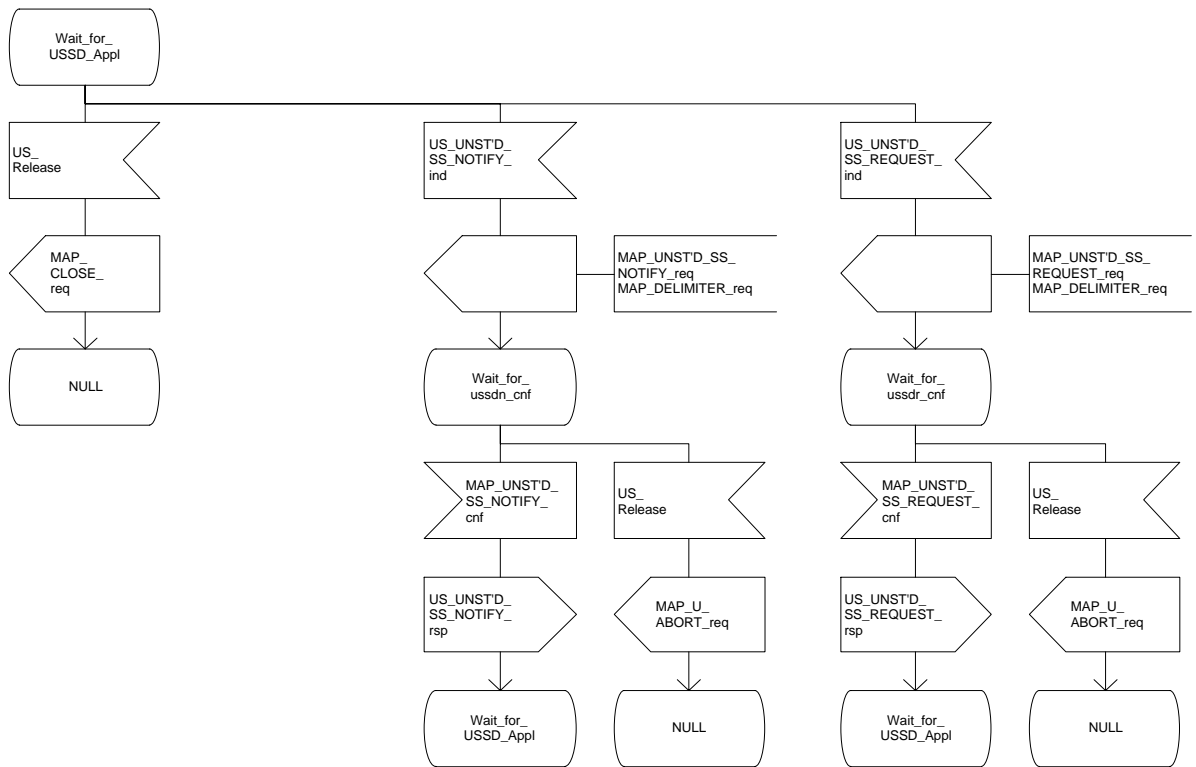 Wait_for_
USSD_Appl
US_
Release
US_UNST'D_
SS_NOTIFY_
ind
US_UNST'D_
SS_REQUEST_
ind
MAP_
CLOSE_
req
MAP_UNST'D_SS_
NOTIFY_req
MAP_DELIMITER_req
MAP_UNST'D_SS_
REQUEST_req
MAP_DELIMITER_req
NULL
Wait_for_
ussdn_cnf
Wait_for_
ussdr_cnf
MAP_UNST'D_
SS_NOTIFY_
cnf
US_
Release
MAP_UNST'D_
SS_REQUEST_
cnf
US_
Release
US_UNST'D_
SS_NOTIFY_
rsp
MAP_U_
ABORT_req
US_UNST'D_
SS_REQUEST_
rsp
MAP_U_
ABORT_req
Wait_for_
USSD_Appl
NULL
Wait_for_
USSD_Appl
NULL